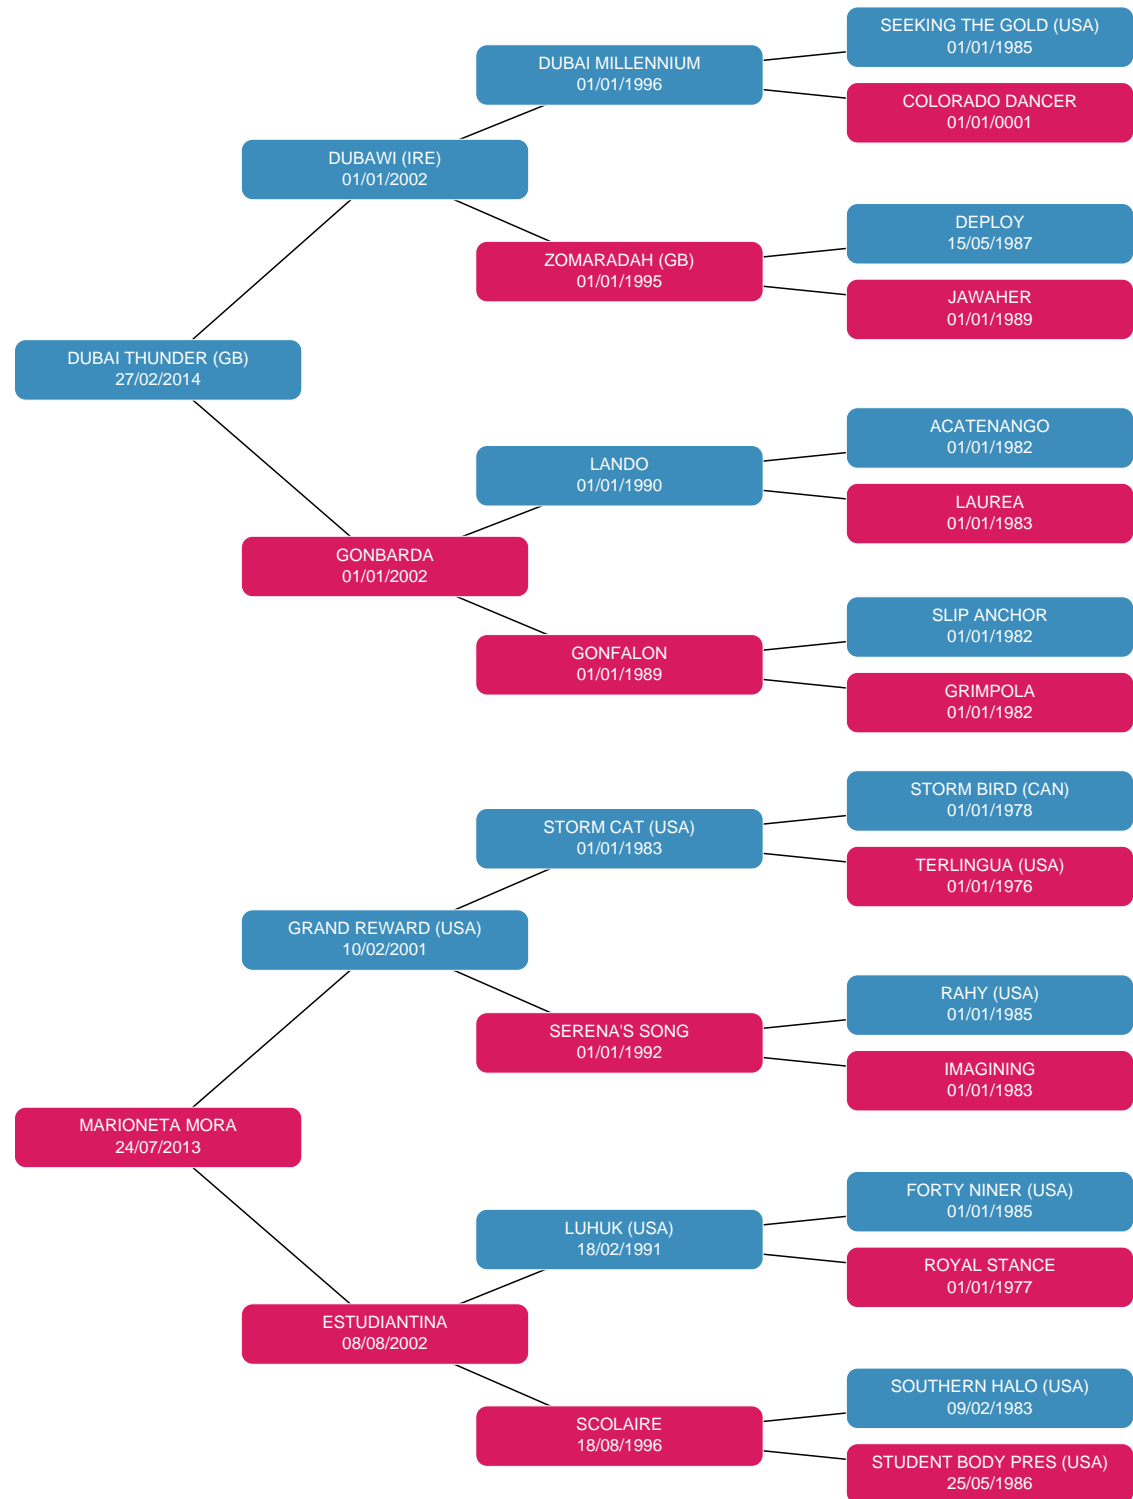 SEEKING THE GOLD (USA)
01/01/1985
DUBAI MILLENNIUM
01/01/1996
COLORADO DANCER
01/01/0001
DUBAWI (IRE)
01/01/2002
DEPLOY
15/05/1987
ZOMARADAH (GB)
01/01/1995
JAWAHER
01/01/1989
DUBAI THUNDER (GB)
27/02/2014
ACATENANGO
01/01/1982
LANDO
01/01/1990
LAUREA
01/01/1983
GONBARDA
01/01/2002
SLIP ANCHOR
01/01/1982
GONFALON
01/01/1989
GRIMPOLA
01/01/1982
STORM BIRD (CAN)
01/01/1978
STORM CAT (USA)
01/01/1983
TERLINGUA (USA)
01/01/1976
GRAND REWARD (USA)
10/02/2001
RAHY (USA)
01/01/1985
SERENA'S SONG
01/01/1992
IMAGINING
01/01/1983
MARIONETA MORA
24/07/2013
FORTY NINER (USA)
01/01/1985
LUHUK (USA)
18/02/1991
ROYAL STANCE
01/01/1977
ESTUDIANTINA
08/08/2002
SOUTHERN HALO (USA)
09/02/1983
SCOLAIRE
18/08/1996
STUDENT BODY PRES (USA)
25/05/1986